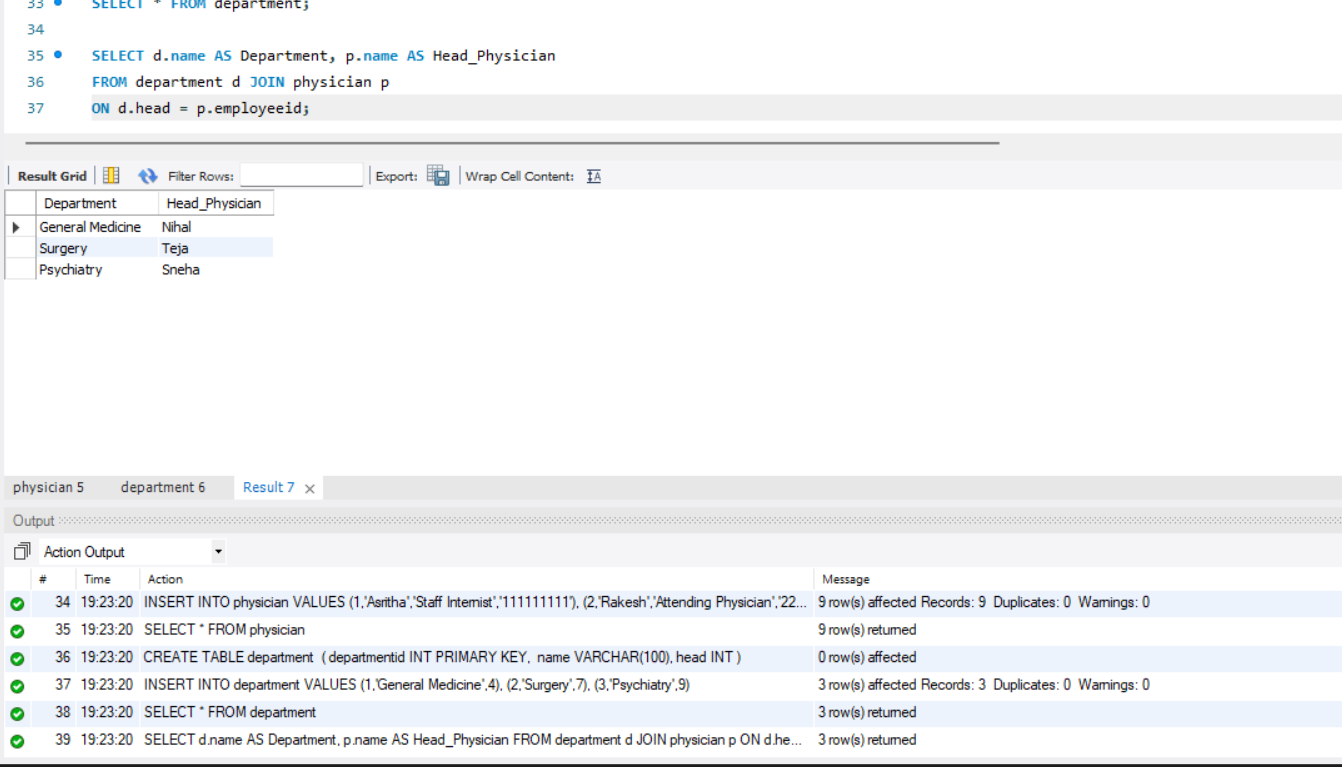 33 SELECT * FROM department;
34
35 SELECT d.name AS Department, p.name AS Head_Physician
36 FROM department d JOIN physician p
37 ON d.head = p.employeeid;
Result Grid Filter Rows: Export: Wrap Cell Content: IA
Department Head_Physician
General Medicine Nihal
Surgery Teja
Psychiatry Sneha
physician 5 department 6 Result 7
Output
Action Output
# Time Action Message
34 19:23:20 INSERT INTO physician VALUES (1,'Asritha','Staff Internist','111111111'), (2,'Rakesh','Attending Physician','22... 9 row(s) affected Records: 9 Duplicates: 0 Warnings: 0
35 19:23:20 SELECT * FROM physician 9 row(s) returned
36 19:23:20 CREATE TABLE department ( departmentid INT PRIMARY KEY, name VARCHAR(100), head INT ) 0 row(s) affected
37 19:23:20 INSERT INTO department VALUES (1,'General Medicine',4), (2,'Surgery',7), (3,'Psychiatry',9) 3 row(s) affected Records: 3 Duplicates: 0 Warnings: 0
38 19:23:20 SELECT * FROM department 3 row(s) returned
39 19:23:20 SELECT d.name AS Department, p.name AS Head_Physician FROM department d JOIN physician p ON d.he... 3 row(s) returned